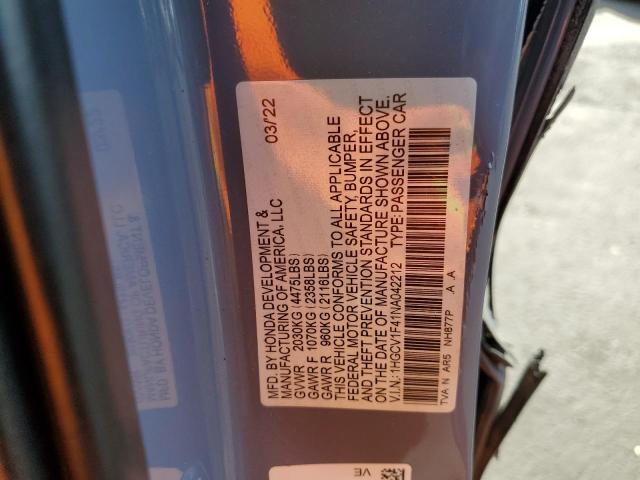 MFD. BY HONDA DEVELOPMENT &
MANUFACTURING OF AMERICA, LLC 03/'22
GVWR 2030KG (4475LBS)
GAWR F 1070KG (2358LBS)
GAWR R 960KG (2116LBS)
THIS VEHICLE CONFORMS TO ALL APPLICABLE
FEDERAL MOTOR VEHICLE SAFETY, BUMPER,
AND THEFT PREVENTION STANDARDS IN EFFECT
ON THE DATE OF MANUFACTURE SHOWN ABOVE.
V.I.N.:1HGCV1F41NA042212 TYPE:PASSENGER CAR
TVA N AR5 NH877P A A
VE